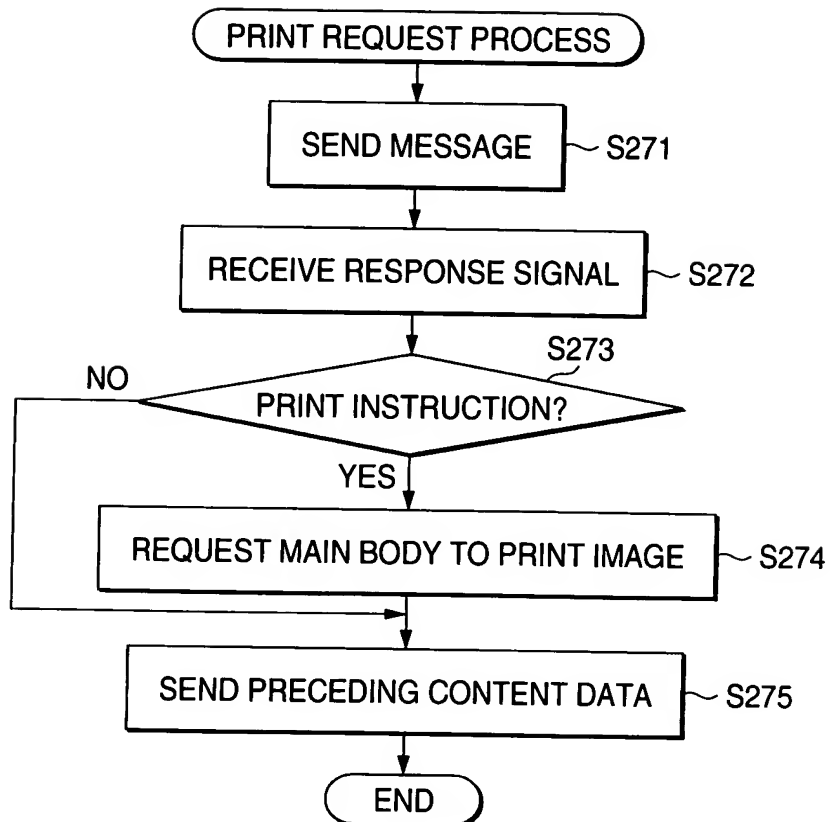 PRINT REQUEST PROCESS
SEND MESSAGE
S271
RECEIVE RESPONSE SIGNAL
S272
S273
NO
PRINT INSTRUCTION?
YES
REQUEST MAIN BODY TO PRINT IMAGE
S274
SEND PRECEDING CONTENT DATA
S275
END